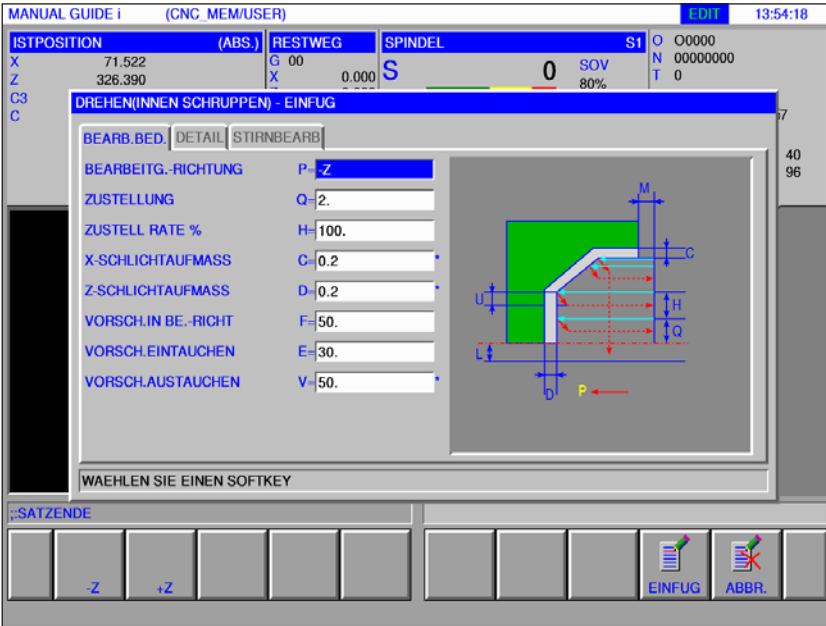 MANUAL GUIDE i (CNC_MEM/USER) EDIT 13:54:18
ISTPOSITION (ABS.) RESTWEG SPINDEL S1 O O0000
X 71.522 G 00 S 0 SOV N 00000000
Z 326.390 X 0.000 80% T 0
C3
C
40
96
DREHEN(INNEN SCHRUPPEN) - EINFUG
BEARB.BED. DETAIL STIRNBEARB
BEARBEITG.-RICHTUNG P= -Z
ZUSTELLUNG Q= 2.
ZUSTELL RATE % H= 100.
X-SCHLICHTAUFMASS C= 0.2 *
Z-SCHLICHTAUFMASS D= 0.2 *
VORSCH.IN BE.-RICHT F= 50.
VORSCH.EINTAUCHEN E= 30.
VORSCH.AUSTAUCHEN V= 50. *
M
C
U
H
Q
L
D
P
WAEHLEN SIE EINEN SOFTKEY
;:SATZENDE
-Z +Z EINFUG ABBR.